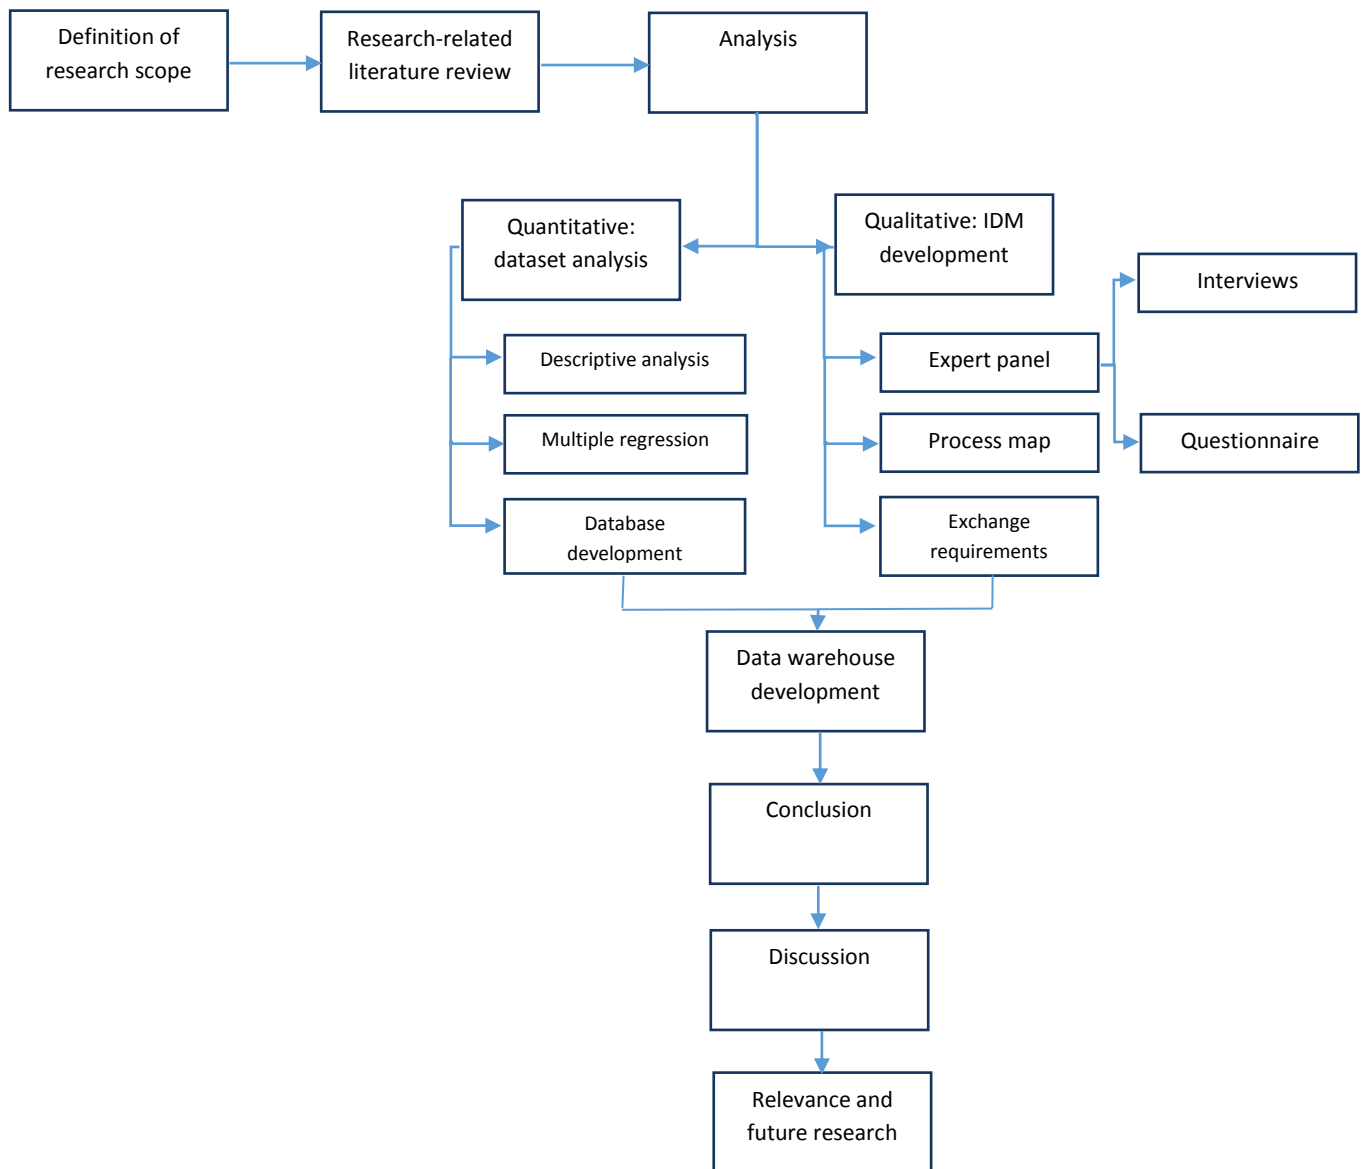 Definition of
research scope
Research-related
literature review
Analysis
Quantitative:
dataset analysis
Qualitative: IDM
development
Interviews
Descriptive analysis
Expert panel
Multiple regression
Process map
Questionnaire
Database
development
Exchange
requirements
Data warehouse
development
Conclusion
Discussion
Relevance and
future research